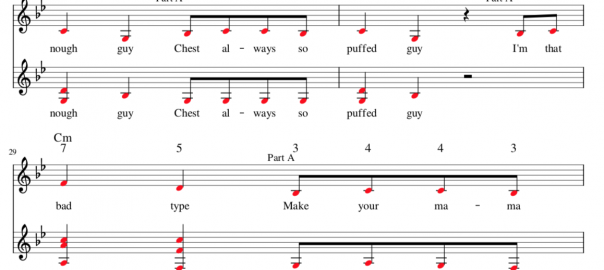 Part A Part A
nough guy Chest al - ways so puffed guy I'm that
nough guy Chest al - ways so puffed guy
Cm
29 7 5 3 4 4 3
Part A
bad type Make your ma - ma